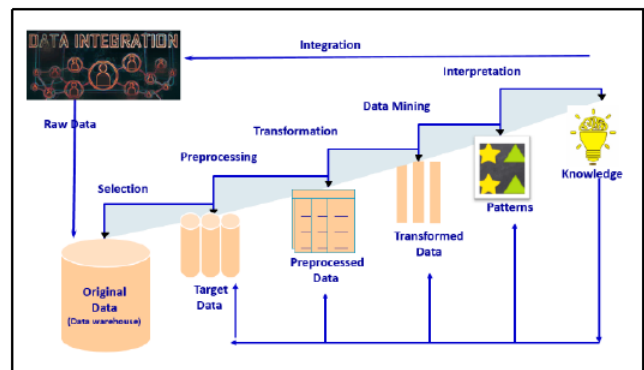 DATA INTEGRATION
Integration
Interpretation
Data Mining
Raw Data
Transformation
Preprocessing
Selection
Knowledge
Patterns
Transformed
Data
Preprocessed
Data
Target
Data
Original
Data
(Data warehouse)